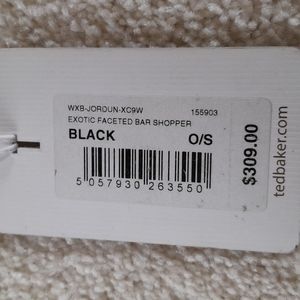 WXB-JORDUN-XC9W 155903
EXOTIC FACETED BAR SHOPPER
BLACK O/S
5 057930 263550
$309.00
tedbaker.com